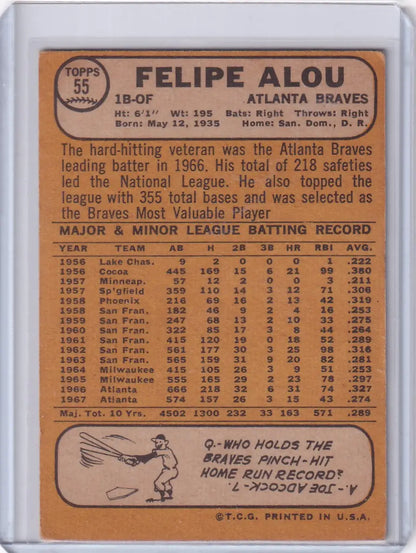 TOPPS
55
FELIPE ALOU
1B-OF ATLANTA BRAVES
Ht: 6'1" Wt: 195 Bats: Right Throws: Right
Born: May 12, 1935 Home: San. Dom., D. R.
The hard-hitting veteran was the Atlanta Braves
leading batter in 1966. His total of 218 safeties
led the National League. He also topped the
league with 355 total bases and was selected as
the Braves Most Valuable Player
MAJOR & MINOR LEAGUE BATTING RECORD
YEAR TEAM AB H 2B 3B HR RBI AVG.
1956 Lake Chas. 9 2 0 0 0 1 .222
1956 Cocoa 445 169 15 6 21 99 .380
1957 Minneap. 57 12 2 0 0 3 .211
1957 Sp'gfield 359 110 14 3 12 71 .306
1958 Phoenix 216 69 16 2 13 42 .319
1958 San Fran. 182 46 9 2 4 16 .253
1959 San Fran. 247 68 13 2 10 33 .275
1960 San Fran. 322 85 17 3 8 44 .264
1961 San Fran. 415 120 19 0 18 52 .289
1962 San Fran. 561 177 30 3 25 98 .316
1963 San Fran. 565 159 31 9 20 82 .281
1964 Milwaukee 415 105 26 3 9 51 .253
1965 Milwaukee 555 165 29 2 23 78 .297
1966 Atlanta 666 218 32 6 31 74 .327
1967 Atlanta 574 157 26 3 15 43 .274
Maj. Tot. 10 Yrs. 4502 1300 232 33 163 571 .289
Q.-WHO HOLDS THE
BRAVES PINCH-HIT
HOME RUN RECORD?
A.-JOE ADCOCK-7.
©T.C.G. PRINTED IN U.S.A.